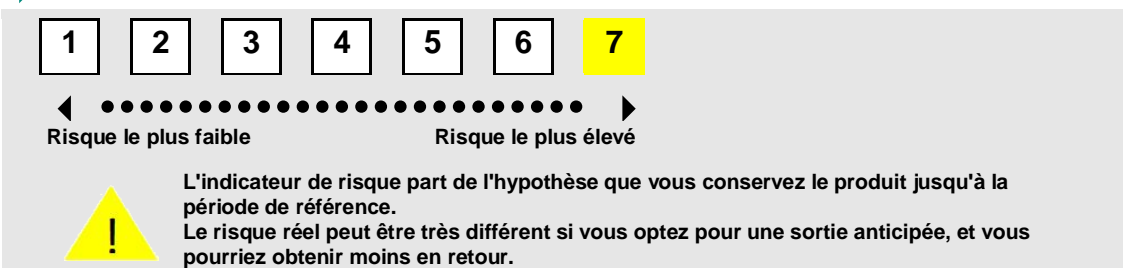 1 2 3 4 5 6 7
Risque le plus faible Risque le plus élevé
L'indicateur de risque part de l'hypothèse que vous conservez le produit jusqu'à la
période de référence.
! Le risque réel peut être très différent si vous optez pour une sortie anticipée, et vous
pourriez obtenir moins en retour.